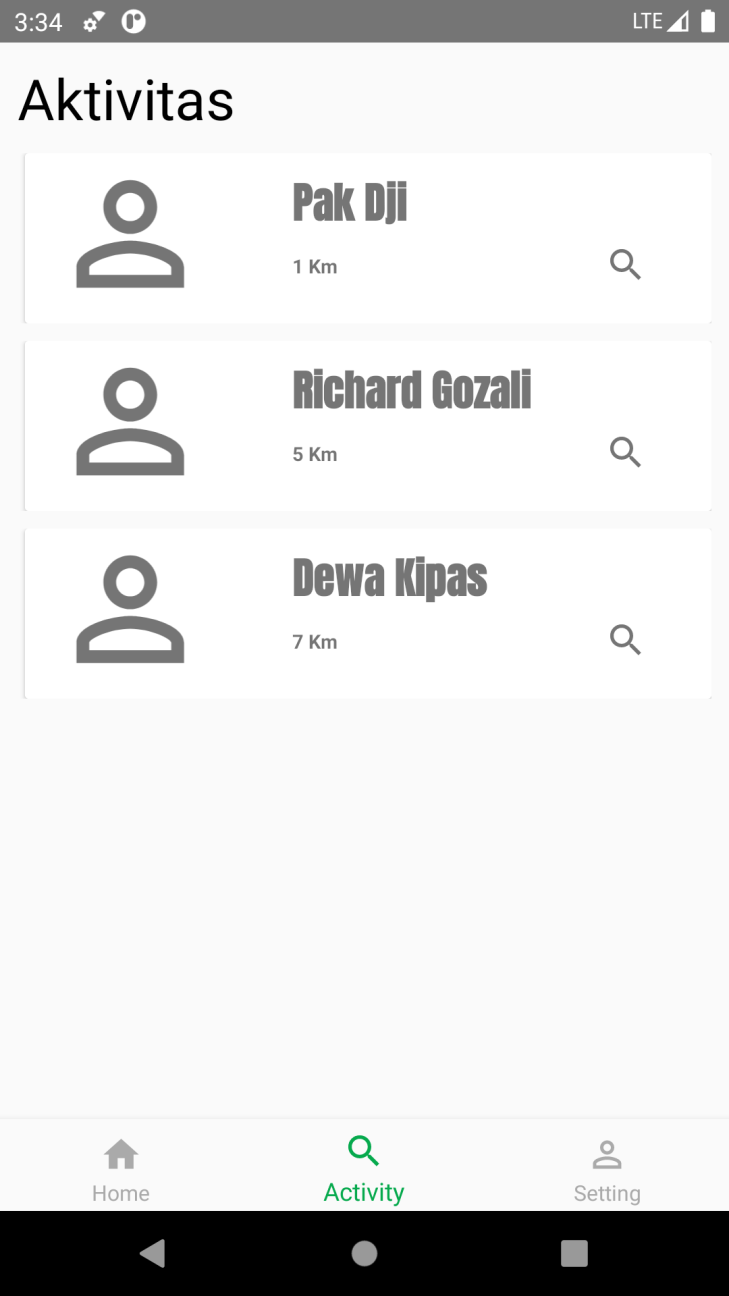 3:34
LTE
Aktivitas
Pak Dji
1 Km
Richard Gozali
5 Km
Dewa Kipas
7 Km
Home
Activity
Setting